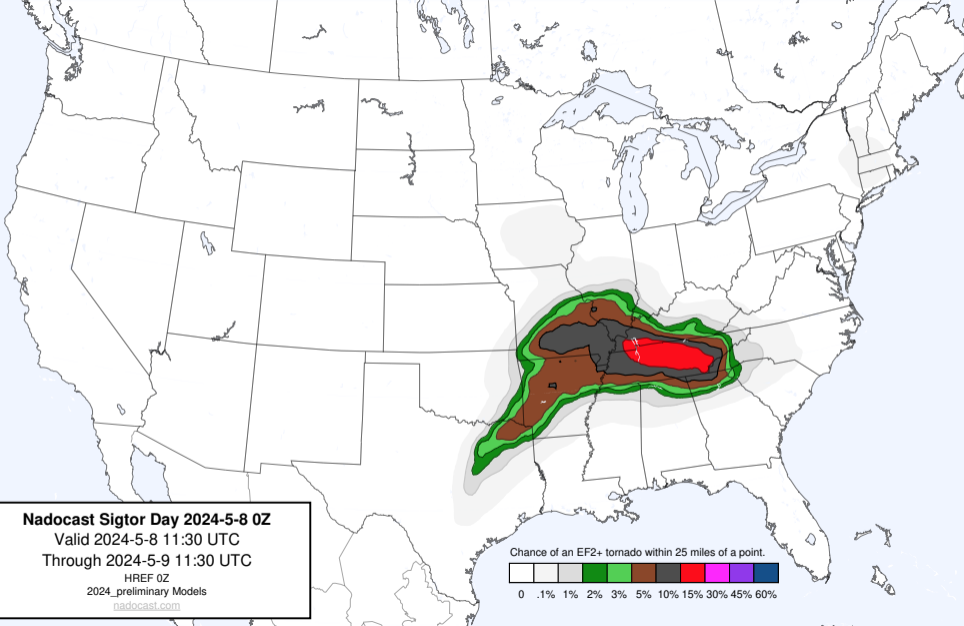 Nadocast Sigtor Day 2024-5-8 0Z
Valid 2024-5-8 11:30 UTC
Through 2024-5-9 11:30 UTC
HREF 0Z
2024_preliminary Models
nadocast.com
Chance of an EF2+ tornado within 25 miles of a point.
0 .1% 1% 2% 3% 5% 10% 15% 30% 45% 60%